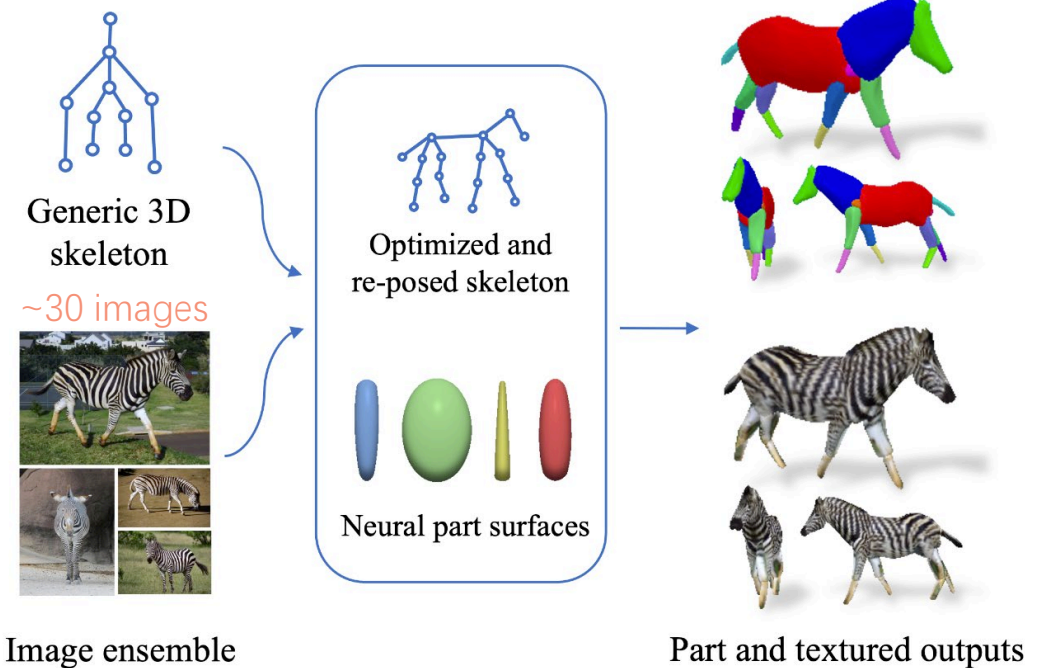 Generic 3D
skeleton
~30 images
Image ensemble
Optimized and
re-posed skeleton
Neural part surfaces
Part and textured outputs